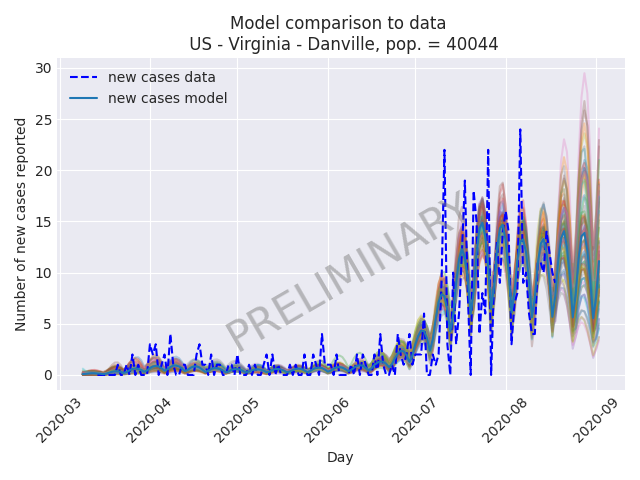 Model comparison to data
US - Virginia - Danville, pop. = 40044
30
25
20
15
10
5
0
Number of new cases reported
new cases data
new cases model
PRELIMINARY
2020-03
2020-04
2020-05
2020-06
2020-07
2020-08
2020-09
Day